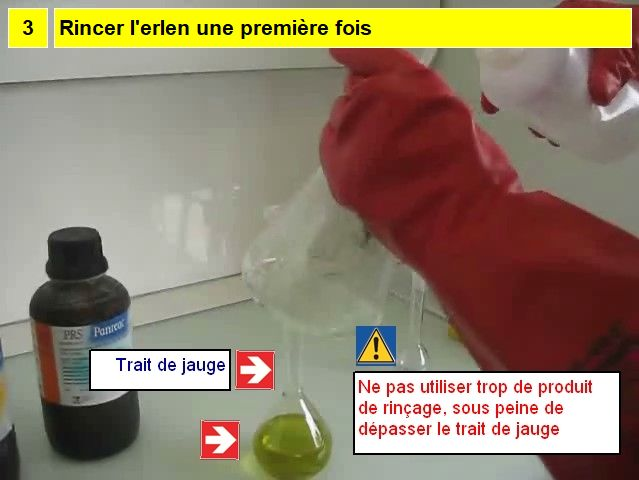 3 Rincer l'erlen une première fois
PRS Panreac
Trait de jauge
Ne pas utiliser trop de produit
de rinçage, sous peine de
dépasser le trait de jauge